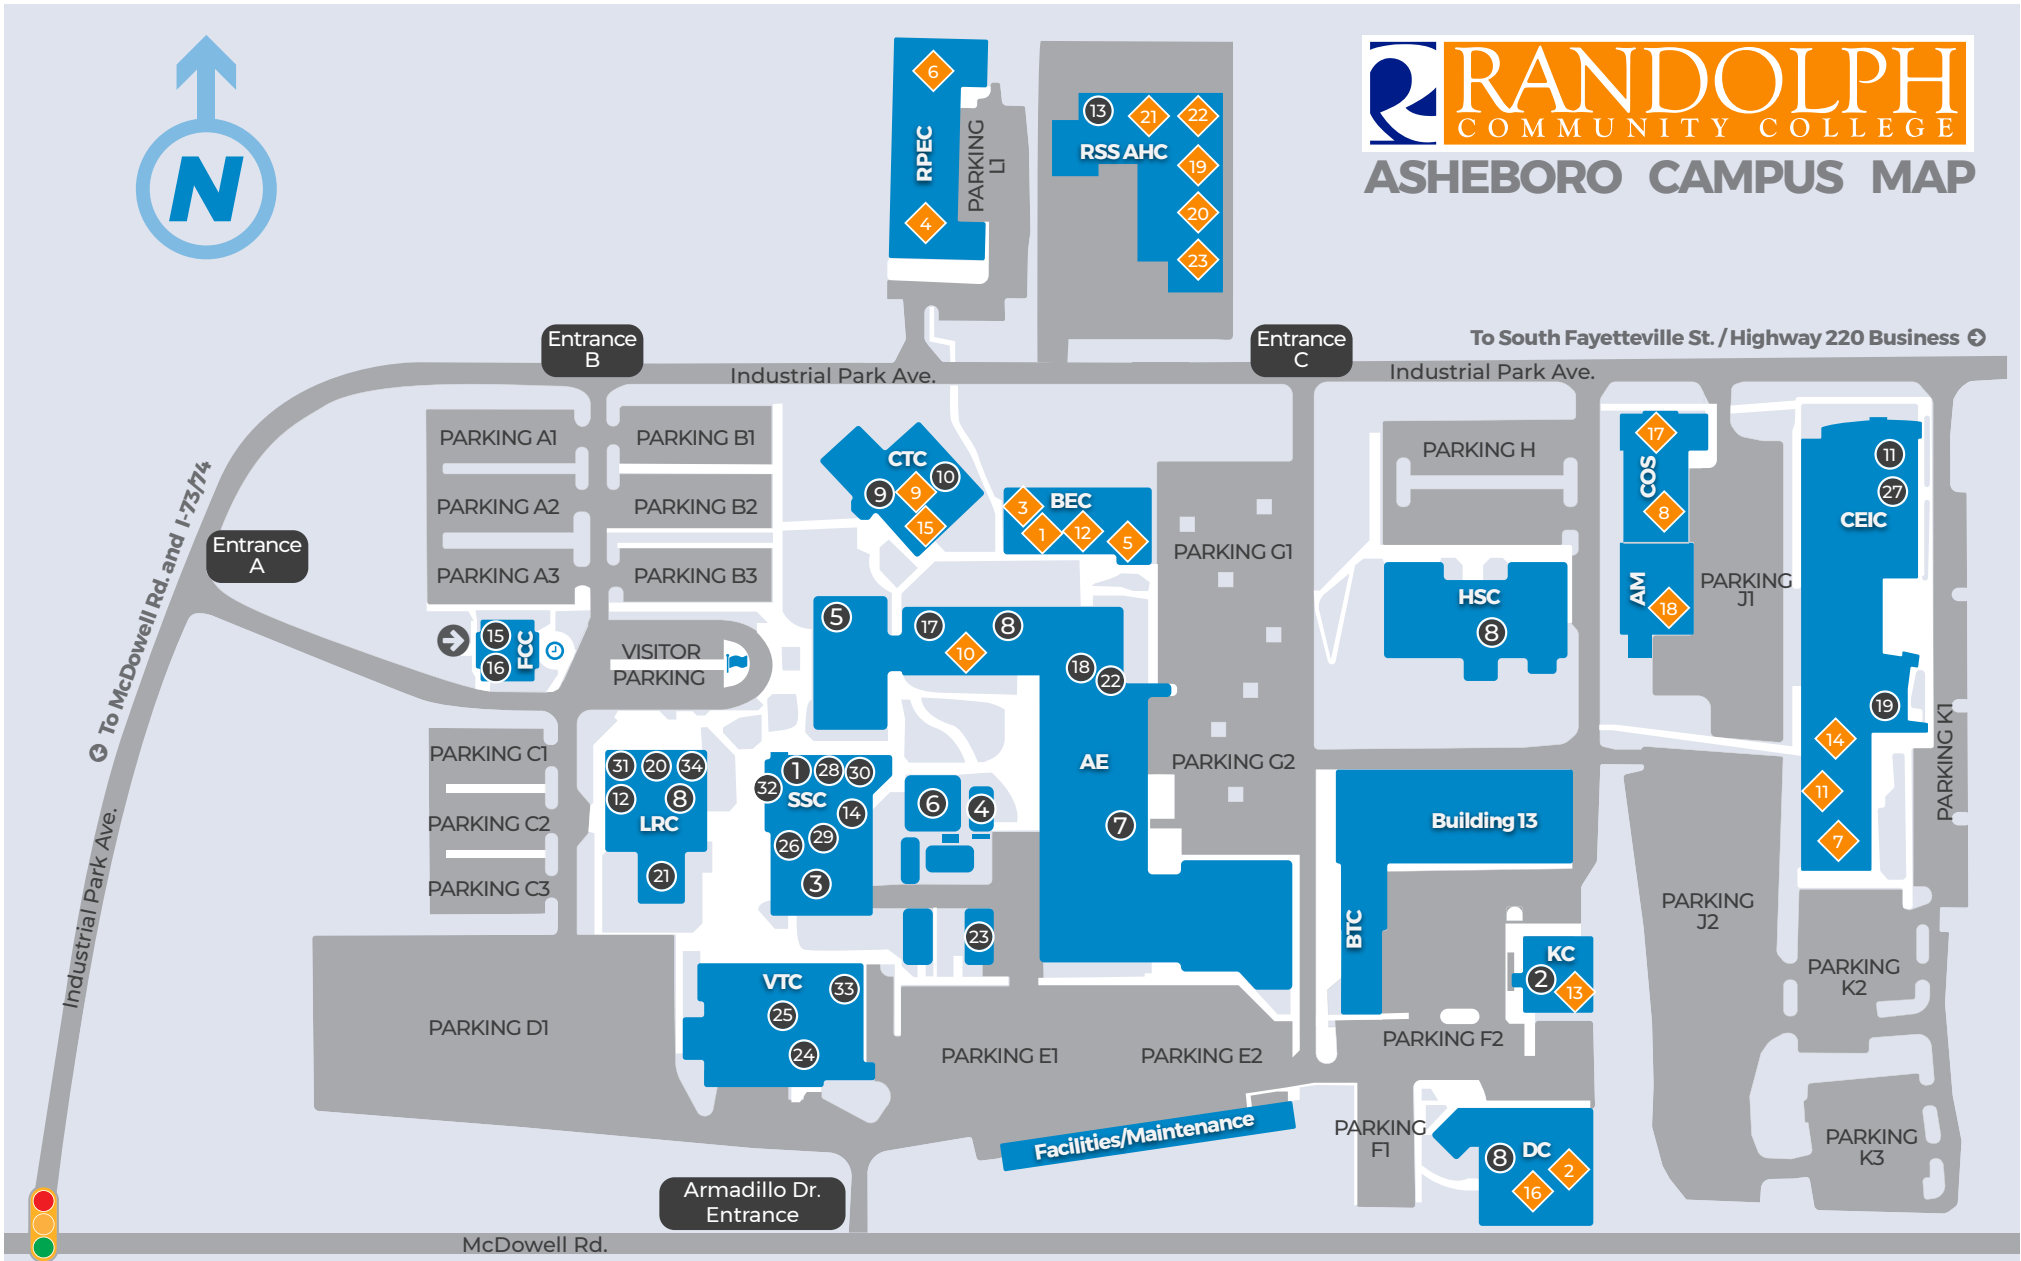 RANDOLPH
COMMUNITY COLLEGE
ASHEBORO CAMPUS MAP
N
6
RPEC
4
PARKING
L1
13
21
22
RSS AHC
19
20
23
Entrance
B
Entrance
C
To South Fayetteville St. / Highway 220 Business
Industrial Park Ave.
Industrial Park Ave.
PARKING A1
PARKING B1
PARKING A2
PARKING B2
PARKING A3
PARKING B3
CTC
10
9
9
15
BEC
3
1
12
5
PARKING G1
PARKING H
17
COS
8
AM
18
PARKING
J1
11
27
CEIC
19
14
11
7
PARKING K1
To McDowell Rd. and I-73/74
Entrance
A
15
16
FCC
VISITOR
PARKING
5
17
8
10
18
22
AE
7
HSC
8
PARKING G2
PARKING C1
PARKING C2
PARKING C3
31
20
34
12
8
LRC
21
1
28
30
32
SSC
14
29
26
3
6
4
23
Building 13
BTC
KC
2
13
PARKING
J2
PARKING
K2
PARKING
K3
Industrial Park Ave.
PARKING D1
VTC
33
25
24
PARKING E1
PARKING E2
PARKING F2
PARKING
F1
Facilities/Maintenance
8
DC
2
16
Armadillo Dr.
Entrance
McDowell Rd.